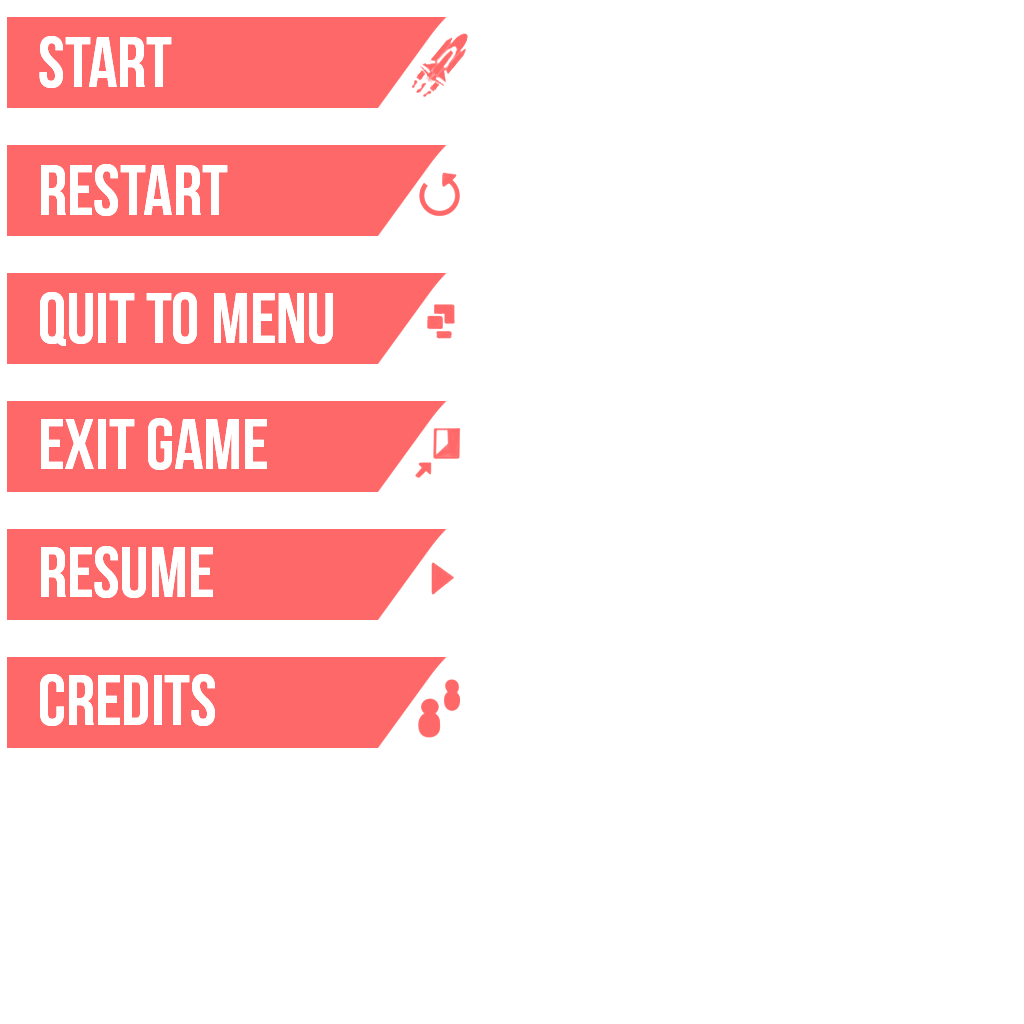 START
RESTART
QUIT TO MENU
EXIT GAME
RESUME
CREDITS